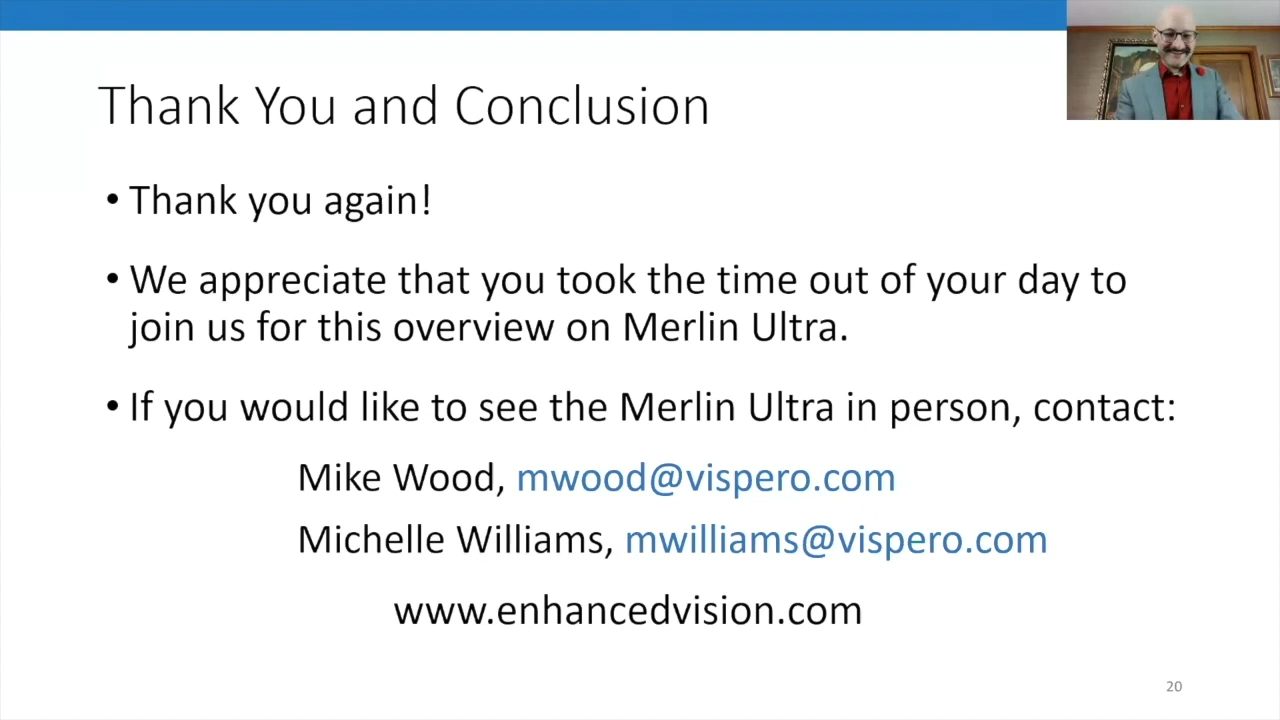 Thank You and Conclusion
• Thank you again!
• We appreciate that you took the time out of your day to
join us for this overview on Merlin Ultra.
• If you would like to see the Merlin Ultra in person, contact:
Mike Wood, mwood@vispero.com
Michelle Williams, mwilliams@vispero.com
www.enhancedvision.com
20